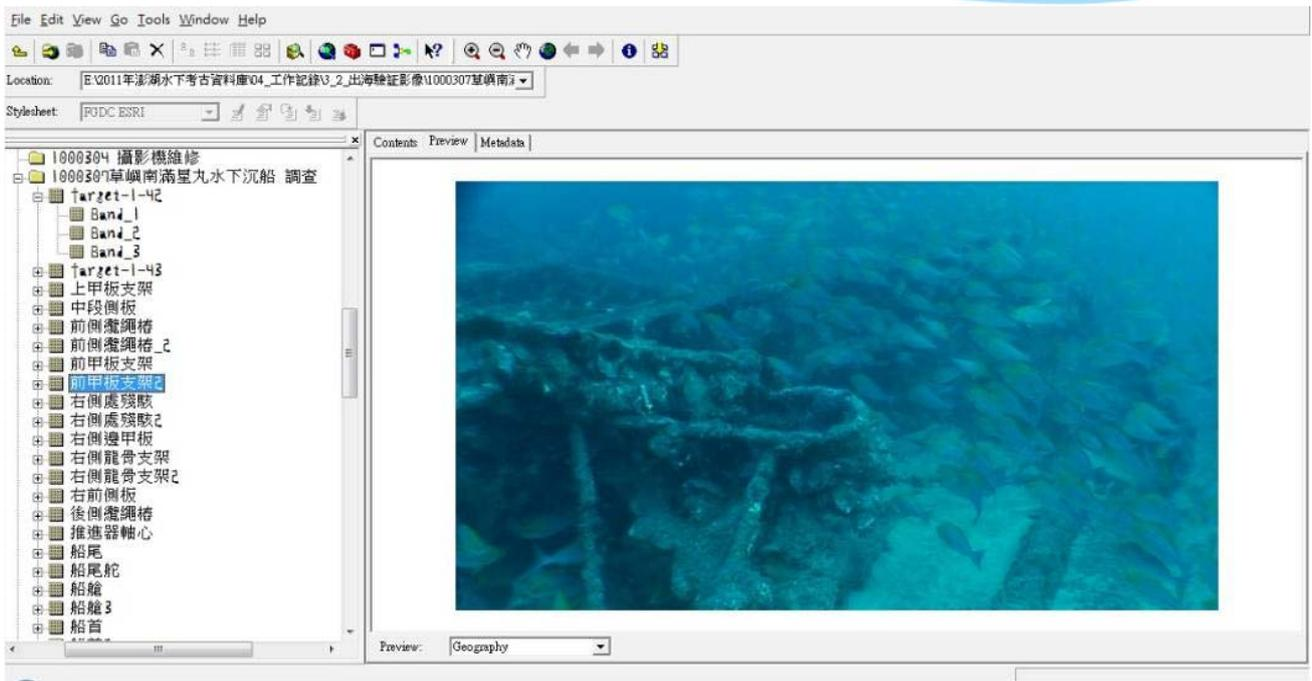 File Edit View Go Tools Window Help
Location: E:\2011年澎湖水下考古資料庫\04_工作記錄\3_2_出海驗証影像\1000307草嶼南
Stylesheet: FGDC ESRI
Contents Preview Metadata
1000304 攝影機維修
1000307草嶼南滿星丸水下沉船 調查
Target-1-42
Band_1
Band_2
Band_3
Target-1-43
上甲板支架
中段側板
前側纜繩樁
前側纜繩樁_2
前甲板支架
前甲板支架2
右側處殘骸
右側處殘骸2
右側邊甲板
右側龍骨支架
右側龍骨支架2
右前側板
後側纜繩樁
推進器軸心
船尾
船尾舵
船艙
船艙3
船首
Preview: Geography